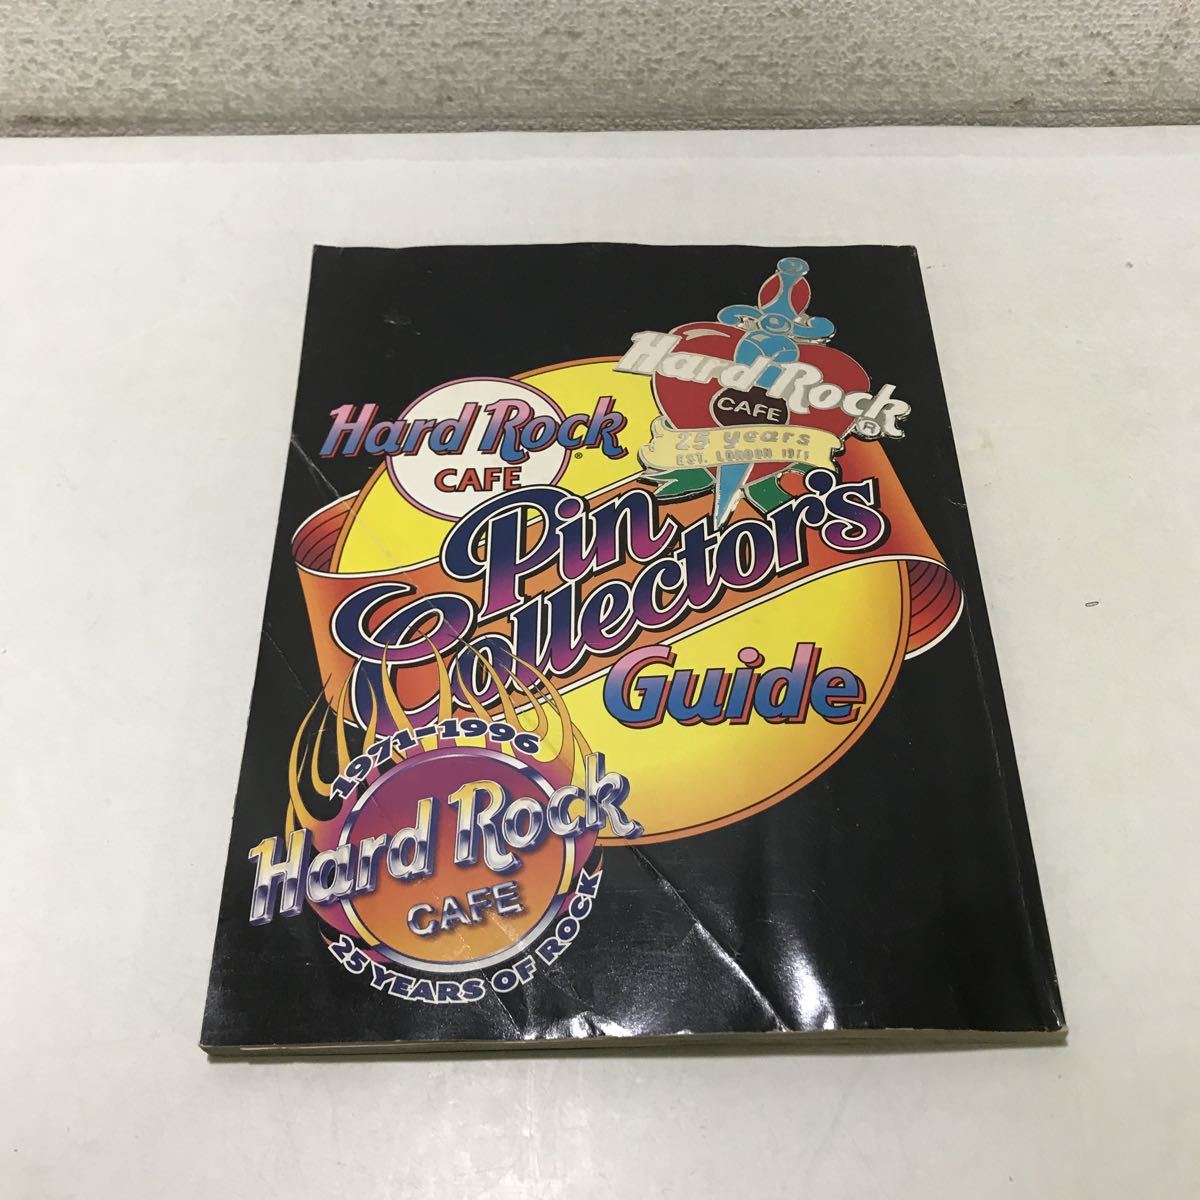 Hard Rock
CAFE
®
25 years
EST. LONDON 1971
Hard Rock
®
CAFE
Pin
Collector's
Guide
1971-1996
Hard Rock
CAFE
25 YEARS OF ROCK